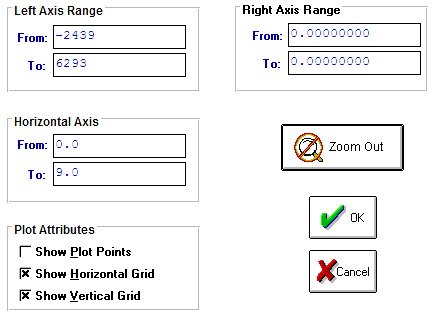 Left Axis Range
From: -2439
To: 6293
Right Axis Range
From: 0.00000000
To: 0.00000000
Horizontal Axis
From: 0.0
To: 9.0
Zoom Out
OK
Cancel
Plot Attributes
Show Plot Points
Show Horizontal Grid
Show Vertical Grid